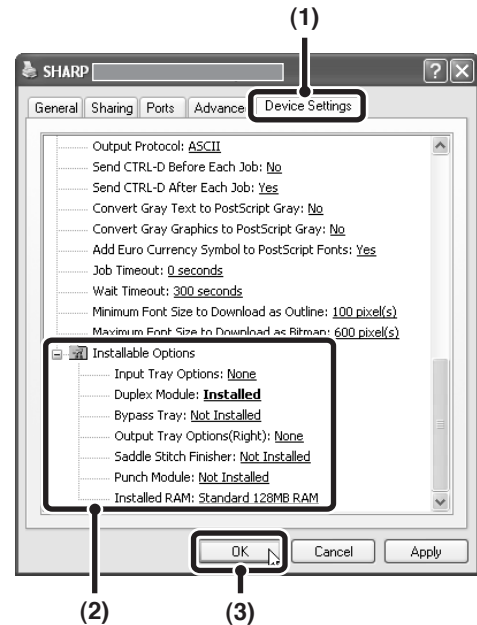 (1)
SHARP
General Sharing Ports Advanced Device Settings
Output Protocol: ASCII
Send CTRL-D Before Each Job: No
Send CTRL-D After Each Job: Yes
Convert Gray Text to PostScript Gray: No
Convert Gray Graphics to PostScript Gray: No
Add Euro Currency Symbol to PostScript Fonts: Yes
Job Timeout: 0 seconds
Wait Timeout: 300 seconds
Minimum Font Size to Download as Outline: 100 pixel(s)
Maximum Font Size to Download as Bitmap: 600 pixel(s)
Installable Options
Input Tray Options: None
Duplex Module: Installed
Bypass Tray: Not Installed
Output Tray Options(Right): None
Saddle Stitch Finisher: Not Installed
Punch Module: Not Installed
Installed RAM: Standard 128MB RAM
OK Cancel Apply
(2) (3)